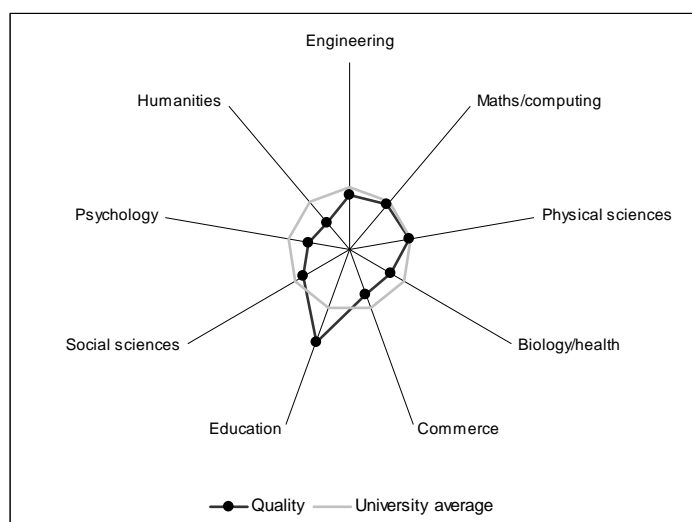 Engineering
Humanities
Maths/computing
Psychology
Physical sciences
Social sciences
Biology/health
Education
Commerce
Quality
University average